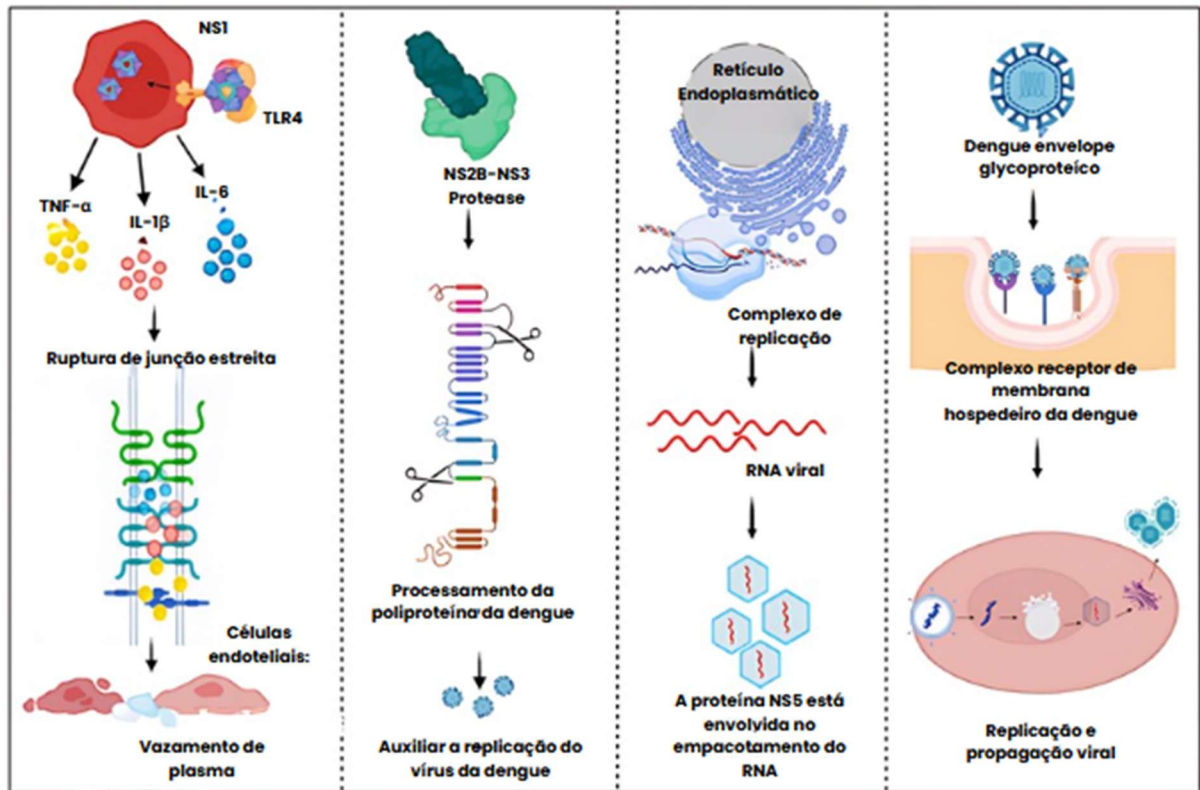 NS1
TLR4
TNF-α
IL-1β
IL-6
Ruptura de junção estreita
Células
endoteliais:
Vazamento de
plasma
NS2B-NS3
Protease
Processamento da
poliproteína da dengue
Auxiliar a replicação do
vírus da dengue
Retículo
Endoplasmático
Complexo de
replicação
RNA viral
A proteína NS5 está
envolvida no
empacotamento do
RNA
Dengue envelope
glycoproteíco
Complexo receptor de
membrana
hospedeiro da dengue
Replicação e
propagação viral